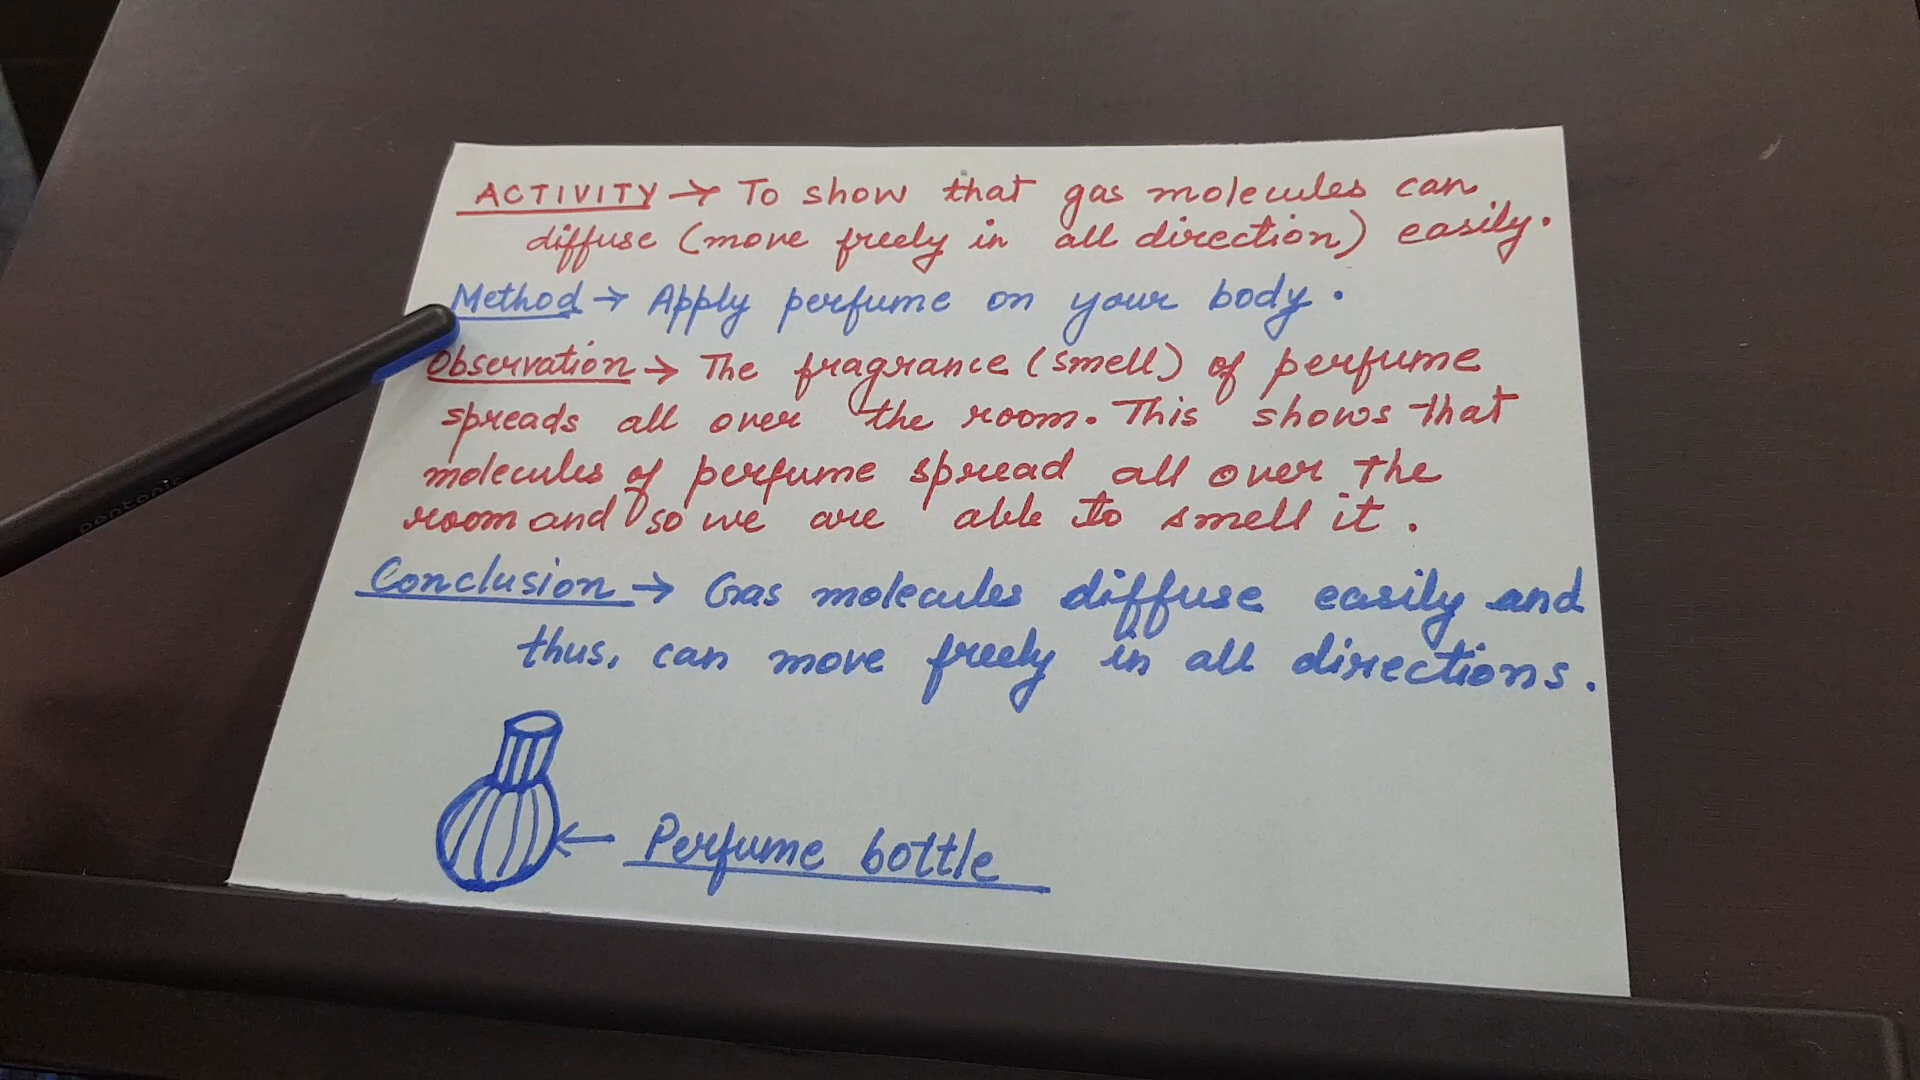 ACTIVITY → To show that gas molecules can
diffuse (move freely in all direction) easily.
Method → Apply perfume on your body.
Observation → The fragrance (smell) of perfume
spreads all over the room. This shows that
molecules of perfume spread all over the
room and so we are able to smell it.
Conclusion → Gas molecules diffuse easily and
thus, can move freely in all directions.
← Perfume bottle
pentonic